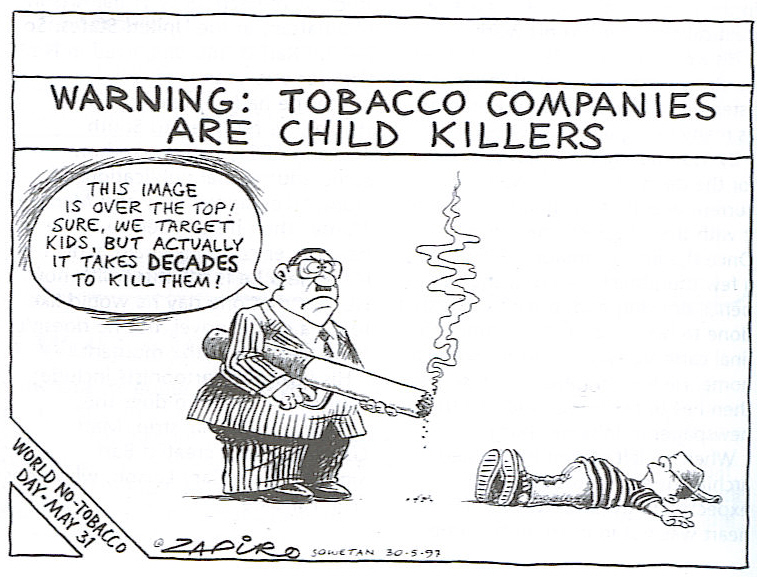 WARNING: TOBACCO COMPANIES
ARE CHILD KILLERS
THIS IMAGE
IS OVER THE TOP!
SURE, WE TARGET
KIDS, BUT ACTUALLY
IT TAKES DECADES
TO KILL THEM!
WORLD NO-TOBACCO
DAY-MAY 31
© ZAPIRO SOWETAN 30-5-97